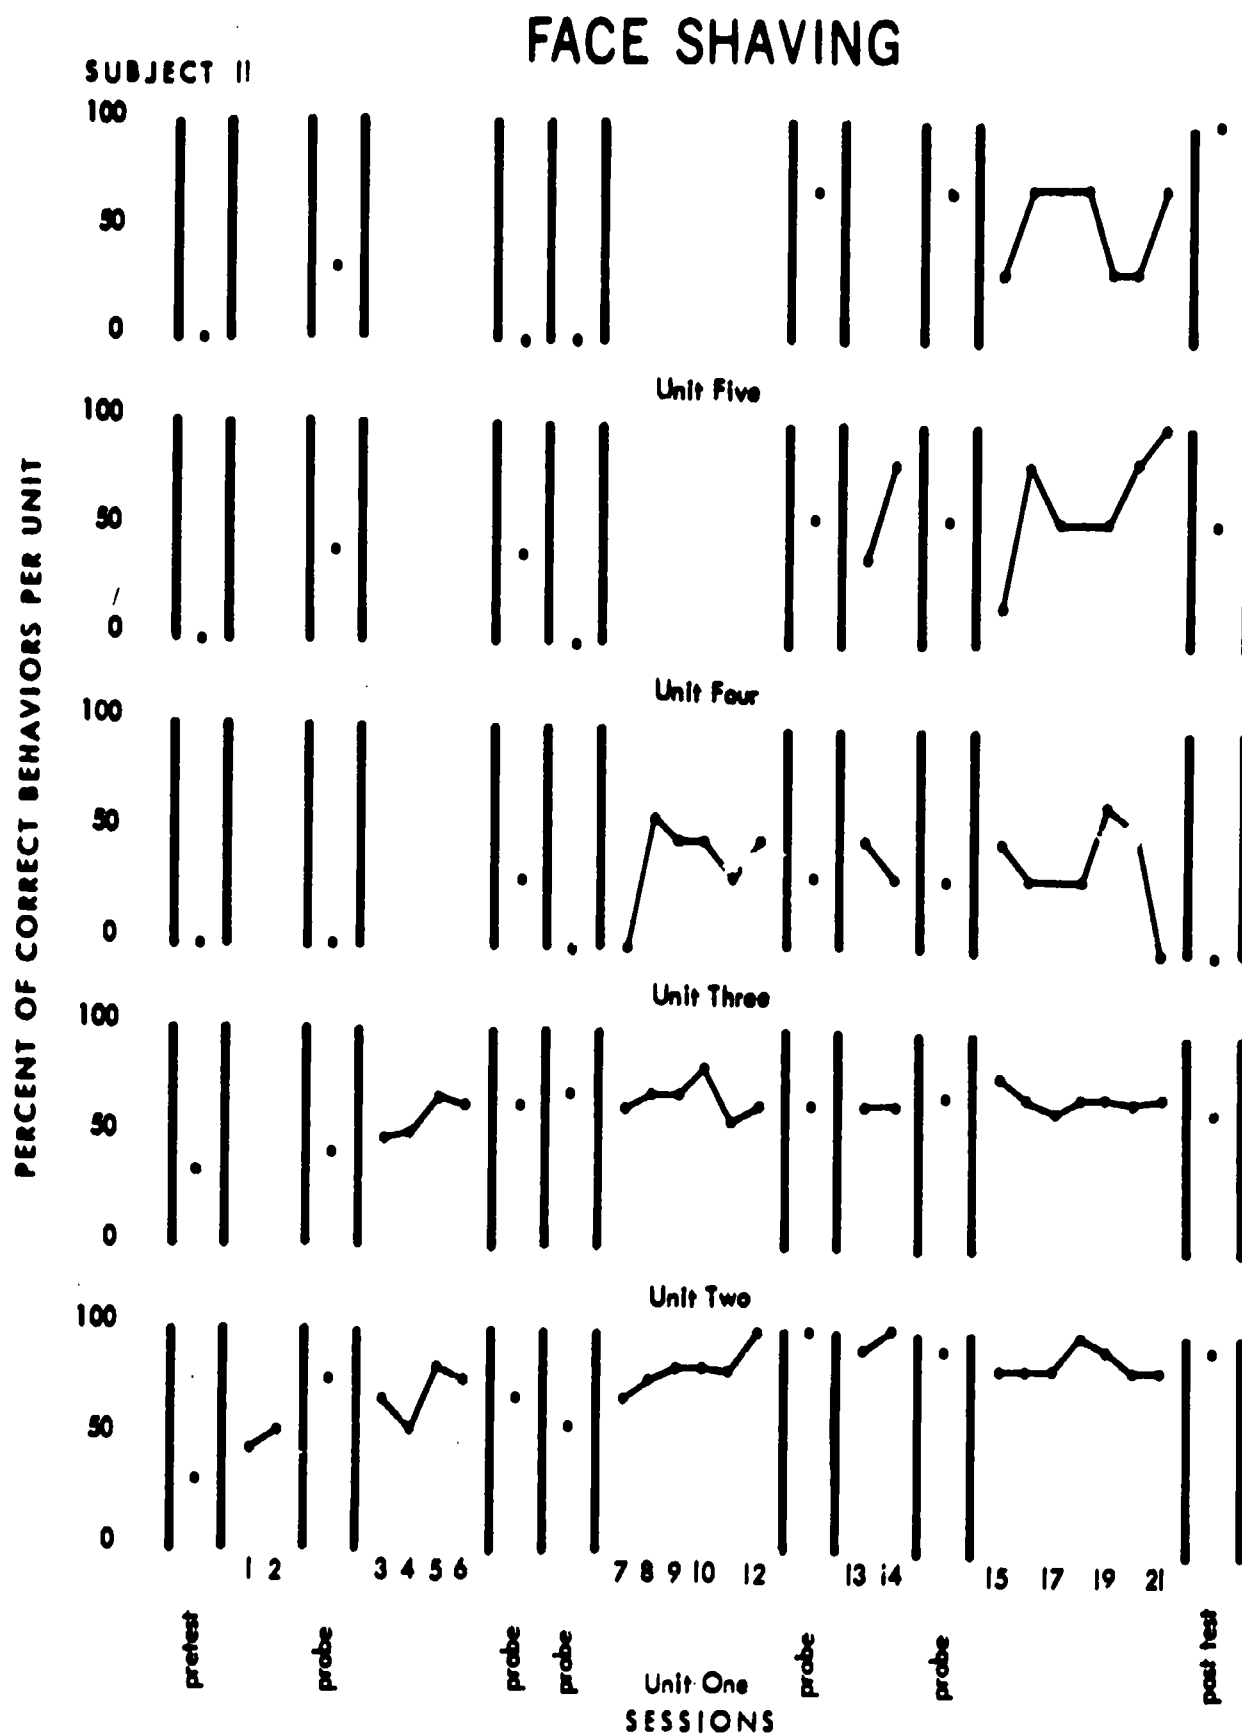 FACE SHAVING
SUBJECT II
PERCENT OF CORRECT BEHAVIORS PER UNIT
100
50
0
Unit Five
100
50
0
Unit Four
100
50
0
Unit Three
100
50
0
Unit Two
100
50
0
1 2 3 4 5 6 7 8 9 10 12 13 14 15 17 19 21
pretest probe probe probe probe probe post test
Unit One
SESSIONS